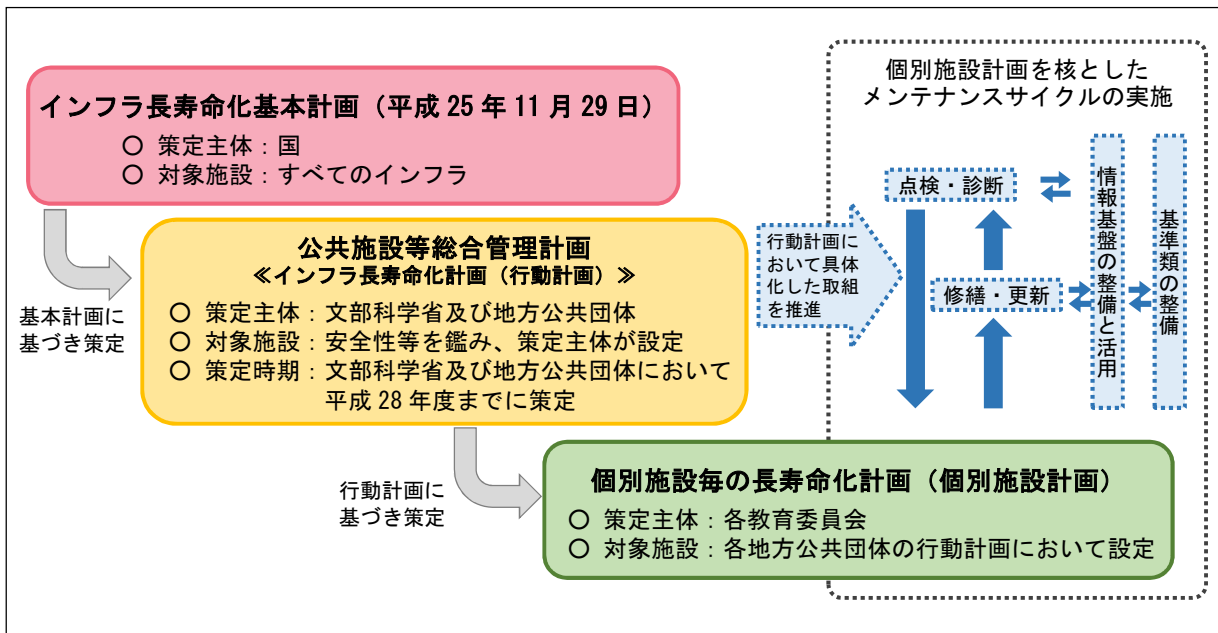 インフラ長寿命化基本計画（平成 25 年 11 月 29 日）
○ 策定主体：国
○ 対象施設：すべてのインフラ
基本計画に
基づき策定
公共施設等総合管理計画
≪インフラ長寿命化計画（行動計画）≫
○ 策定主体：文部科学省及び地方公共団体
○ 対象施設：安全性等を鑑み、策定主体が設定
○ 策定時期：文部科学省及び地方公共団体において
平成 28 年度までに策定
行動計画に
基づき策定
個別施設毎の長寿命化計画（個別施設計画）
○ 策定主体：各教育委員会
○ 対象施設：各地方公共団体の行動計画において設定
行動計画に
おいて具体
化した取組
を推進
個別施設計画を核とした
メンテナンスサイクルの実施
点検・診断
修繕・更新
情報基盤の整備と活用
基準類の整備